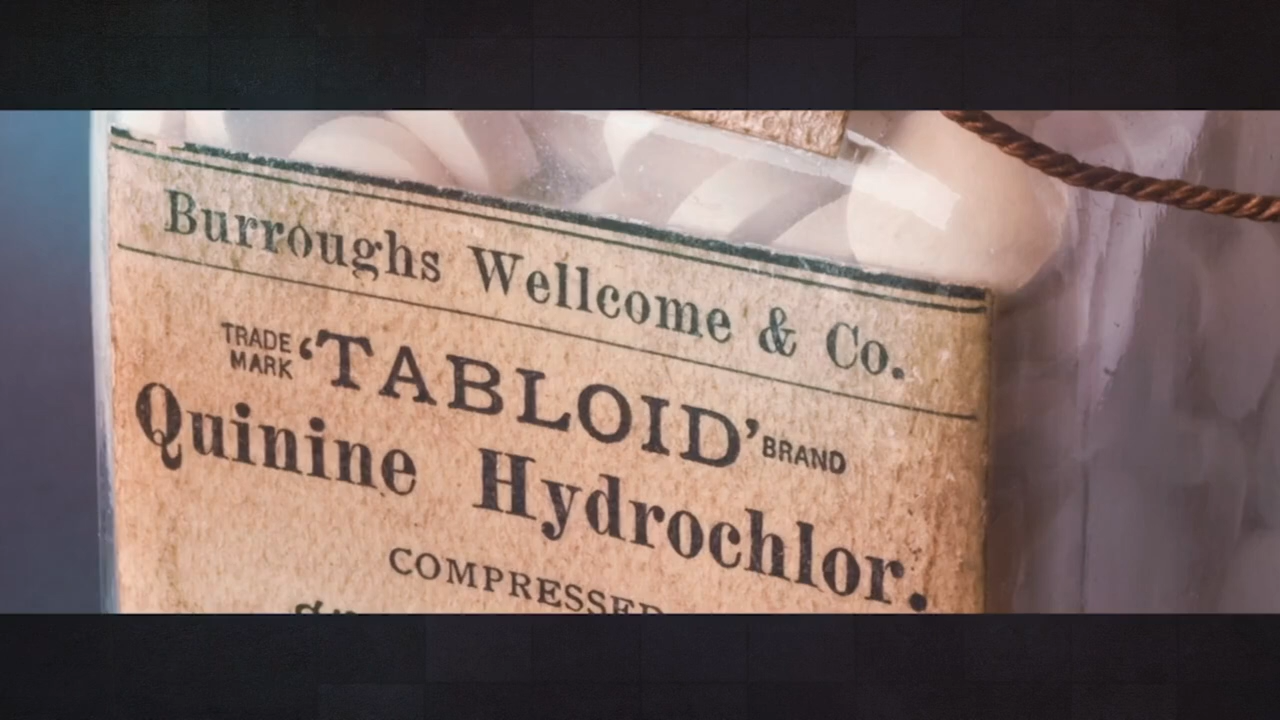 Burroughs Wellcome & Co.
TRADE MARK ‘TABLOID’ BRAND
Quinine Hydrochlor.
COMPRESSED